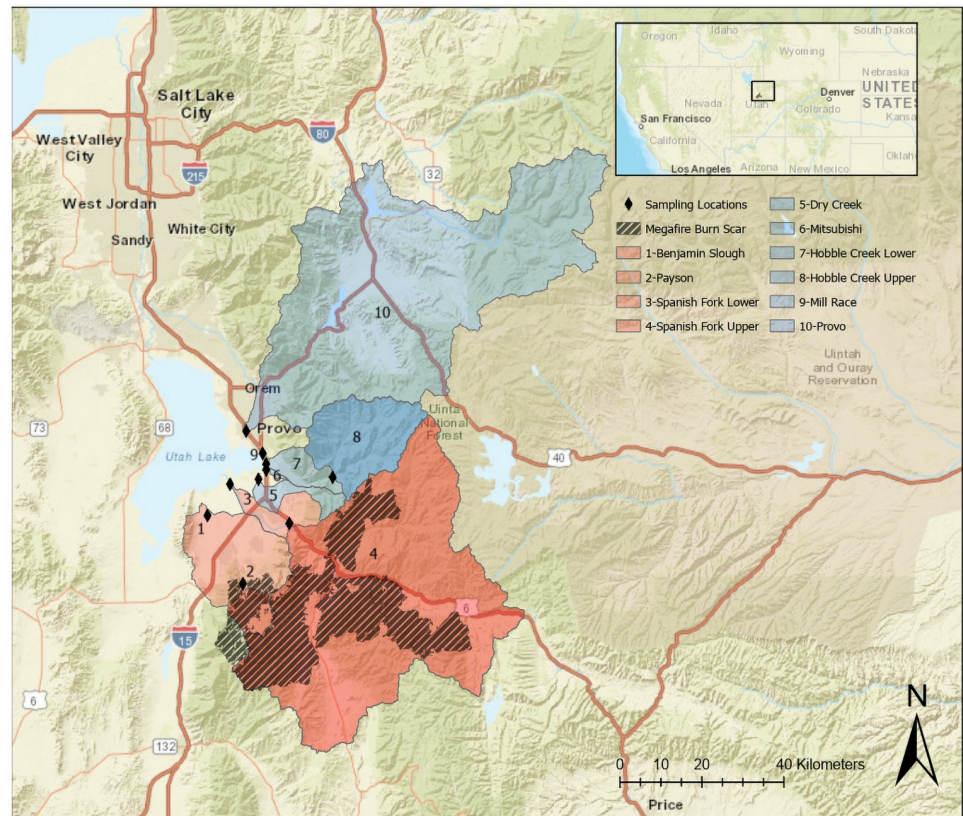 Oregon
Idaho
South Dakota
Wyoming
Nebraska
Nevada
Utah
Denver
UNITED
STATES
Colorado
Kansa
San Francisco
California
Los Angeles
Arizona
New Mexico
Oklaho
Salt Lake
City
West Valley
City
80
215
32
West Jordan
White City
Sandy
Sampling Locations
Megafire Burn Scar
1-Benjamin Slough
2-Payson
3-Spanish Fork Lower
4-Spanish Fork Upper
5-Dry Creek
6-Mitsubishi
7-Hobble Creek Lower
8-Hobble Creek Upper
9-Mill Race
10-Provo
10
Uintah
and Ouray
Reservation
Orem
Uinta
National
Forest
73
68
Provo
8
Utah Lake
9
7
40
6
5
3
1
4
2
6
15
6
132
N
0
10
20
40 Kilometers
Price